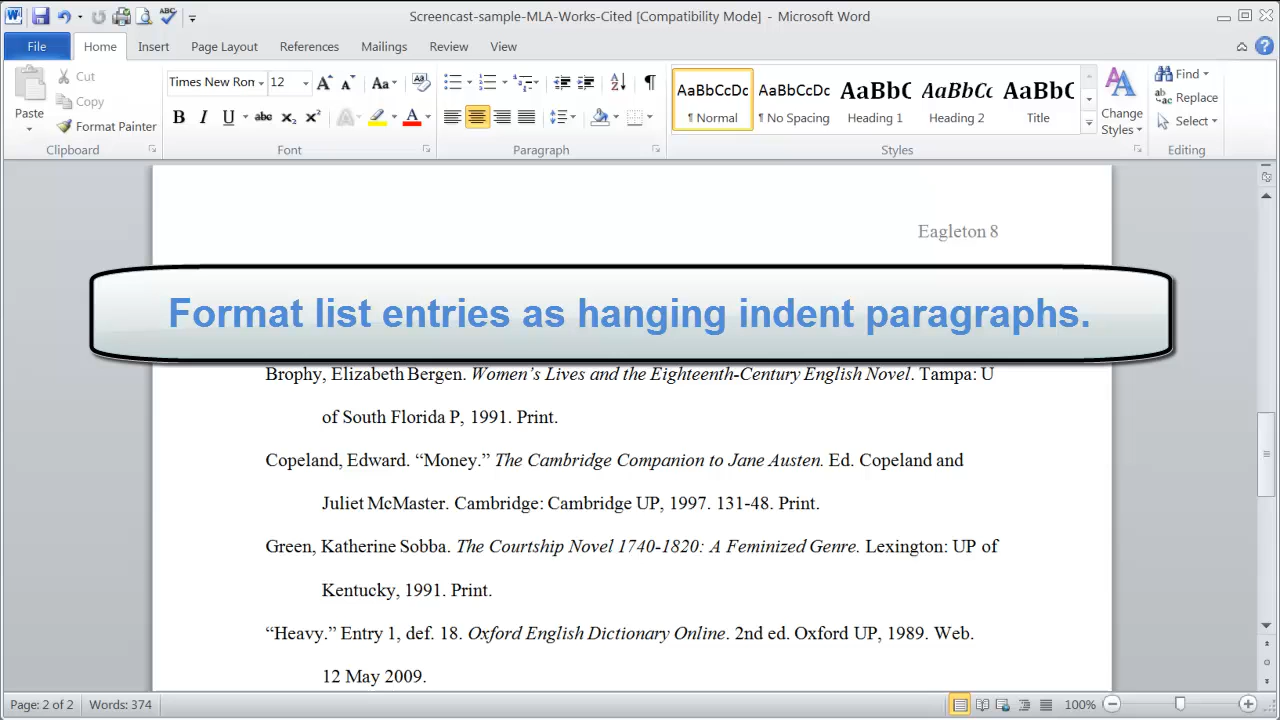 Screencast-sample-MLA-Works-Cited [Compatibility Mode] - Microsoft Word
File Home Insert Page Layout References Mailings Review View
Paste
Cut
Copy
Format Painter
Clipboard
Times New Ron 12
Font
Paragraph
AaBbCcDc AaBbCcDc AaBbC AaBbCc AaBbC
¶ Normal ¶ No Spacing Heading 1 Heading 2 Title
Change Styles
Styles
Find
Replace
Select
Editing
Eagleton 8
Format list entries as hanging indent paragraphs.
Brophy, Elizabeth Bergen. Women’s Lives and the Eighteenth-Century English Novel. Tampa: U
of South Florida P, 1991. Print.
Copeland, Edward. “Money.” The Cambridge Companion to Jane Austen. Ed. Copeland and
Juliet McMaster. Cambridge: Cambridge UP, 1997. 131-48. Print.
Green, Katherine Sobba. The Courtship Novel 1740-1820: A Feminized Genre. Lexington: UP of
Kentucky, 1991. Print.
“Heavy.” Entry 1, def. 18. Oxford English Dictionary Online. 2nd ed. Oxford UP, 1989. Web.
12 May 2009.
Page: 2 of 2 Words: 374 100%